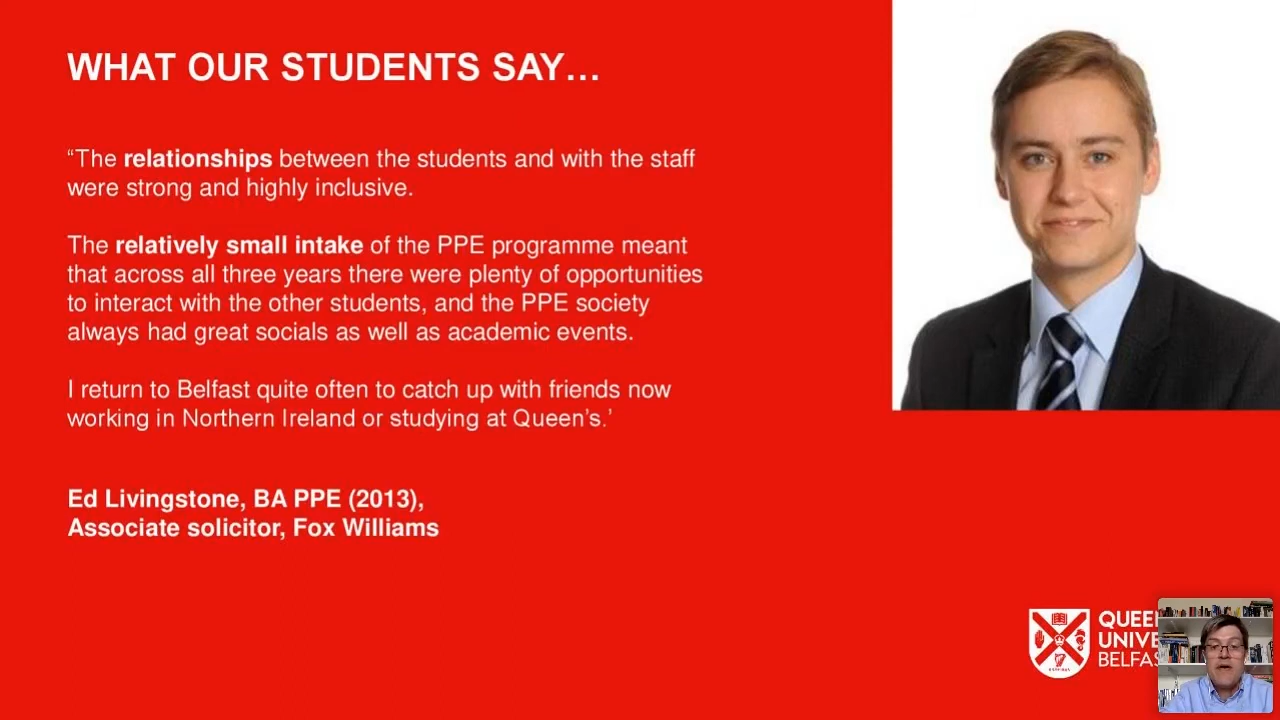 WHAT OUR STUDENTS SAY…
“The relationships between the students and with the staff
were strong and highly inclusive.
The relatively small intake of the PPE programme meant
that across all three years there were plenty of opportunities
to interact with the other students, and the PPE society
always had great socials as well as academic events.
I return to Belfast quite often to catch up with friends now
working in Northern Ireland or studying at Queen’s.’
Ed Livingstone, BA PPE (2013),
Associate solicitor, Fox Williams